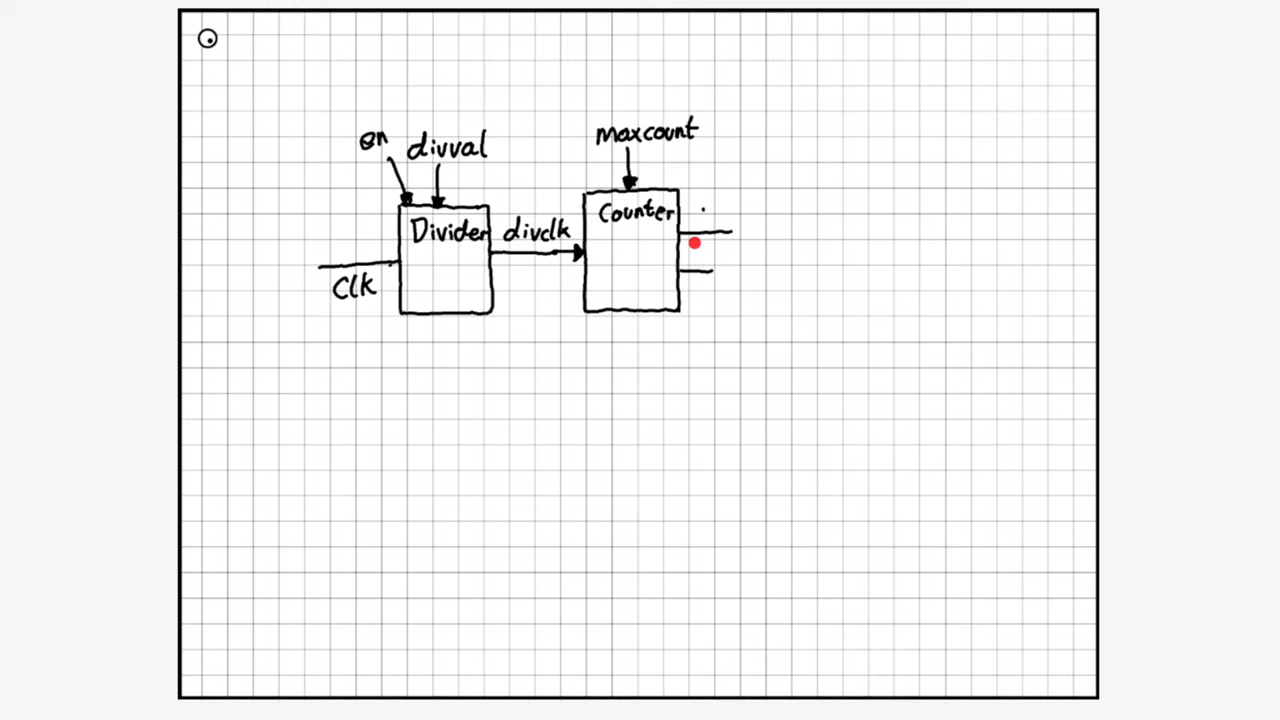 en divval
maxcount
Divider
divclk
Counter
Clk